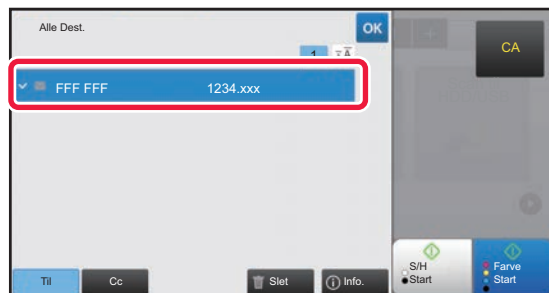 Alle Dest.
OK
CA
1
FFF FFF 1234.xxx
Til
Cc
Slet
Info.
S/H
Start
Farve
Start